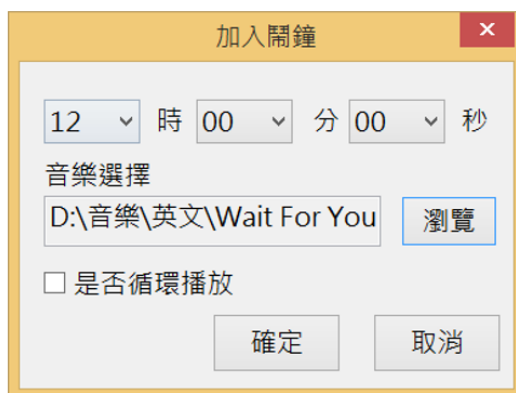 加入鬧鐘
12 時 00 分 00 秒
音樂選擇
D:\音樂\英文\Wait For You 瀏覽
是否循環播放
確定 取消